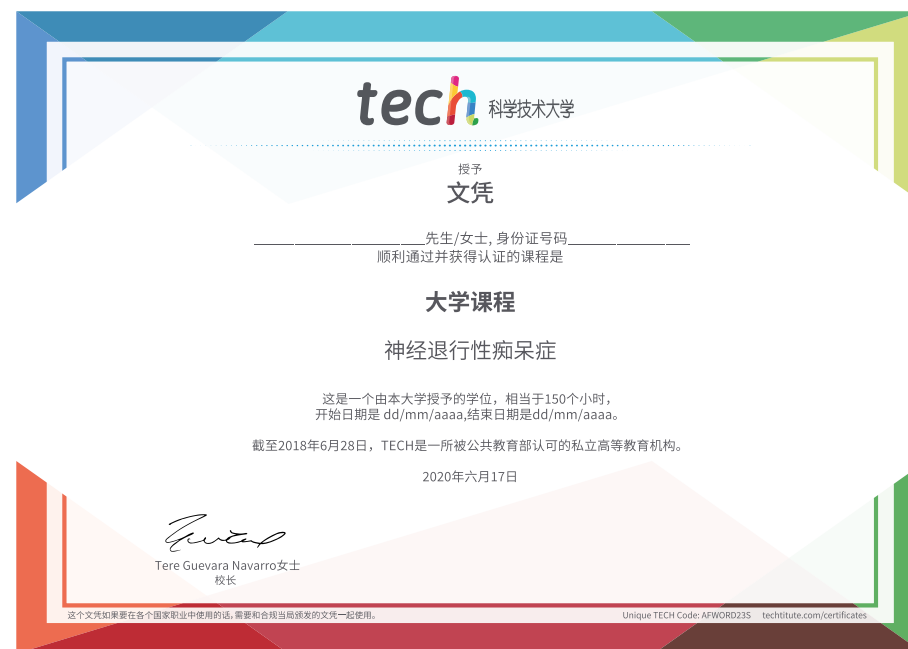 tech 科学技术大学
授予
文凭
________________________先生/女士, 身份证号码_________________
顺利通过并获得认证的课程是
大学课程
神经退行性痴呆症
这是一个由本大学授予的学位，相当于150个小时，
开始日期是 dd/mm/aaaa,结束日期是dd/mm/aaaa。
截至2018年6月28日，TECH是一所被公共教育部认可的私立高等教育机构。
2020年六月17日
Tere Guevara Navarro女士
校长
这个文凭如果要在各个国家职业中使用的话,需要和合规当局颁发的文凭一起使用。
Unique TECH Code: AFWORD23S techtitute.com/certificates